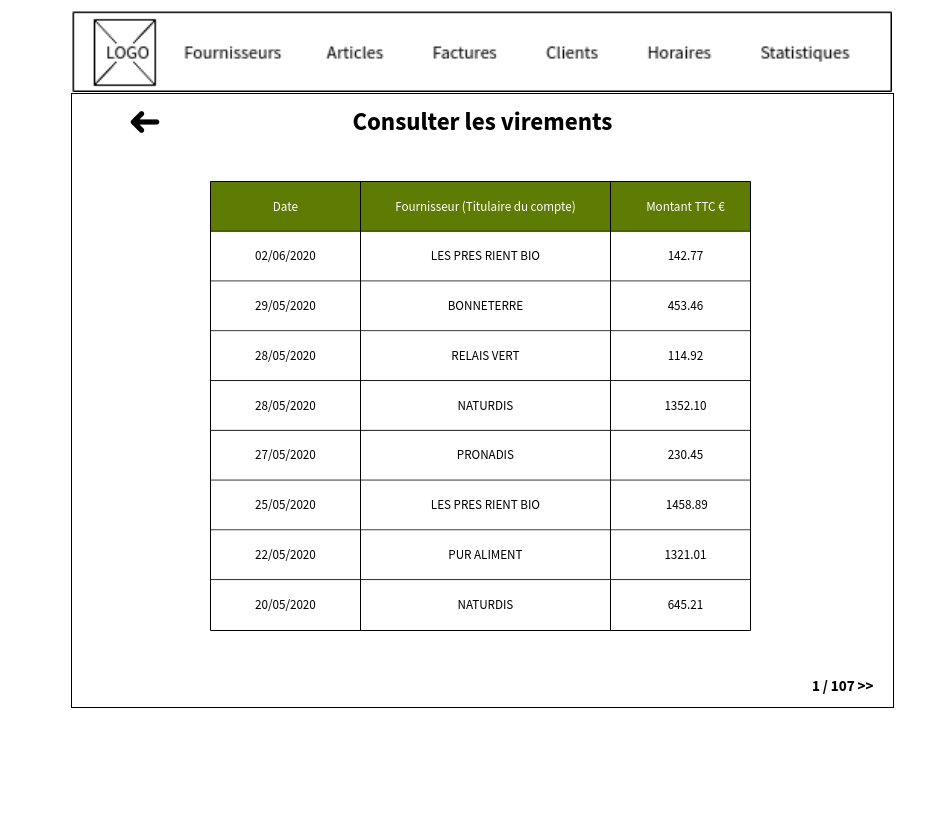 LOGO Fournisseurs Articles Factures Clients Horaires Statistiques
Consulter les virements
Date Fournisseur (Titulaire du compte) Montant TTC €
02/06/2020 LES PRES RIENT BIO 142.77
29/05/2020 BONNETERRE 453.46
28/05/2020 RELAIS VERT 114.92
28/05/2020 NATURDIS 1352.10
27/05/2020 PRONADIS 230.45
25/05/2020 LES PRES RIENT BIO 1458.89
22/05/2020 PUR ALIMENT 1321.01
20/05/2020 NATURDIS 645.21
1 / 107 >>